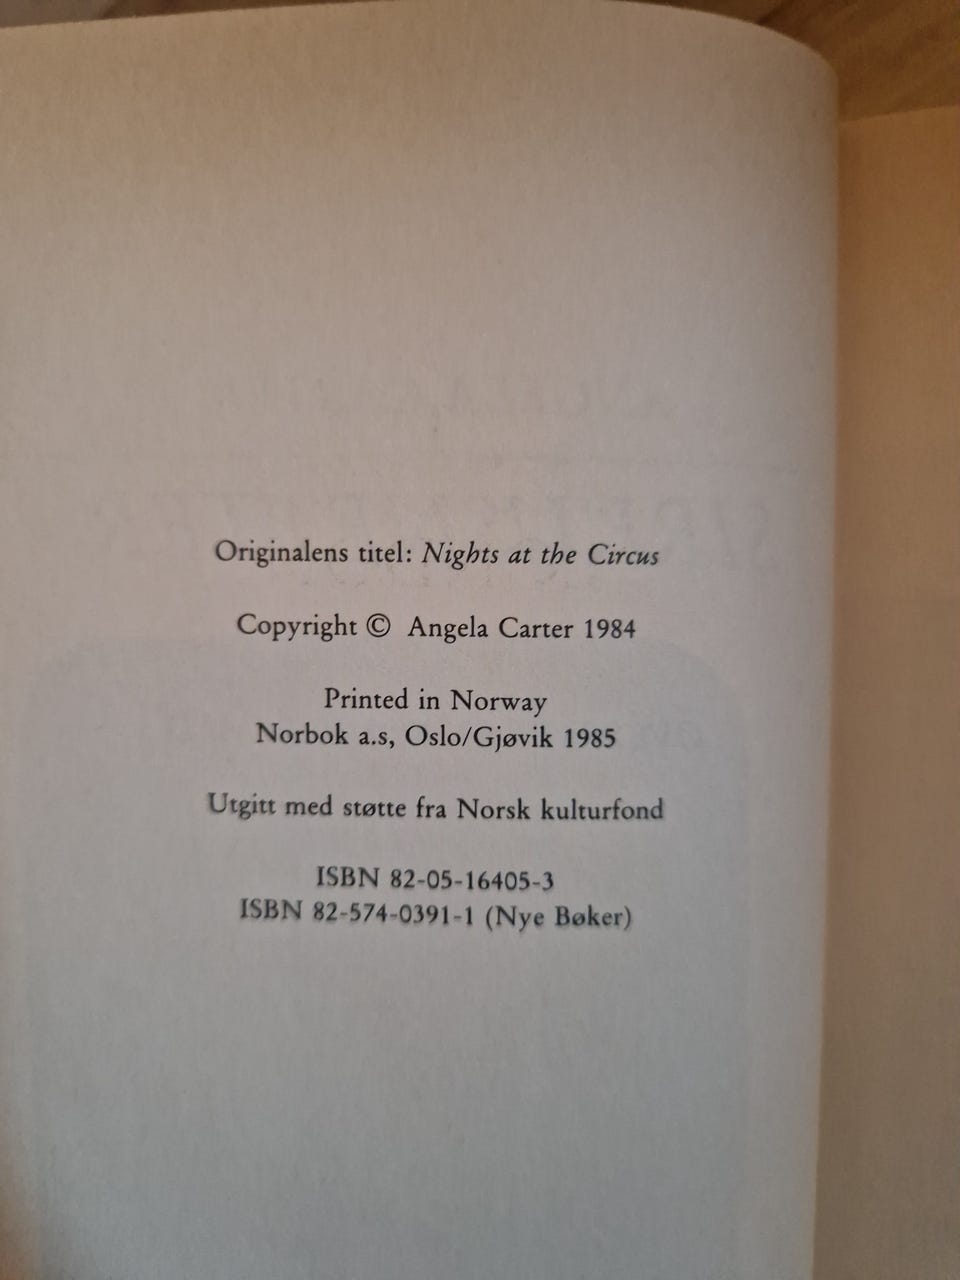 Originalens titel: Nights at the Circus
Copyright © Angela Carter 1984
Printed in Norway
Norbok a.s, Oslo/Gjøvik 1985
Utgitt med støtte fra Norsk kulturfond
ISBN 82-05-16405-3
ISBN 82-574-0391-1 (Nye Bøker)